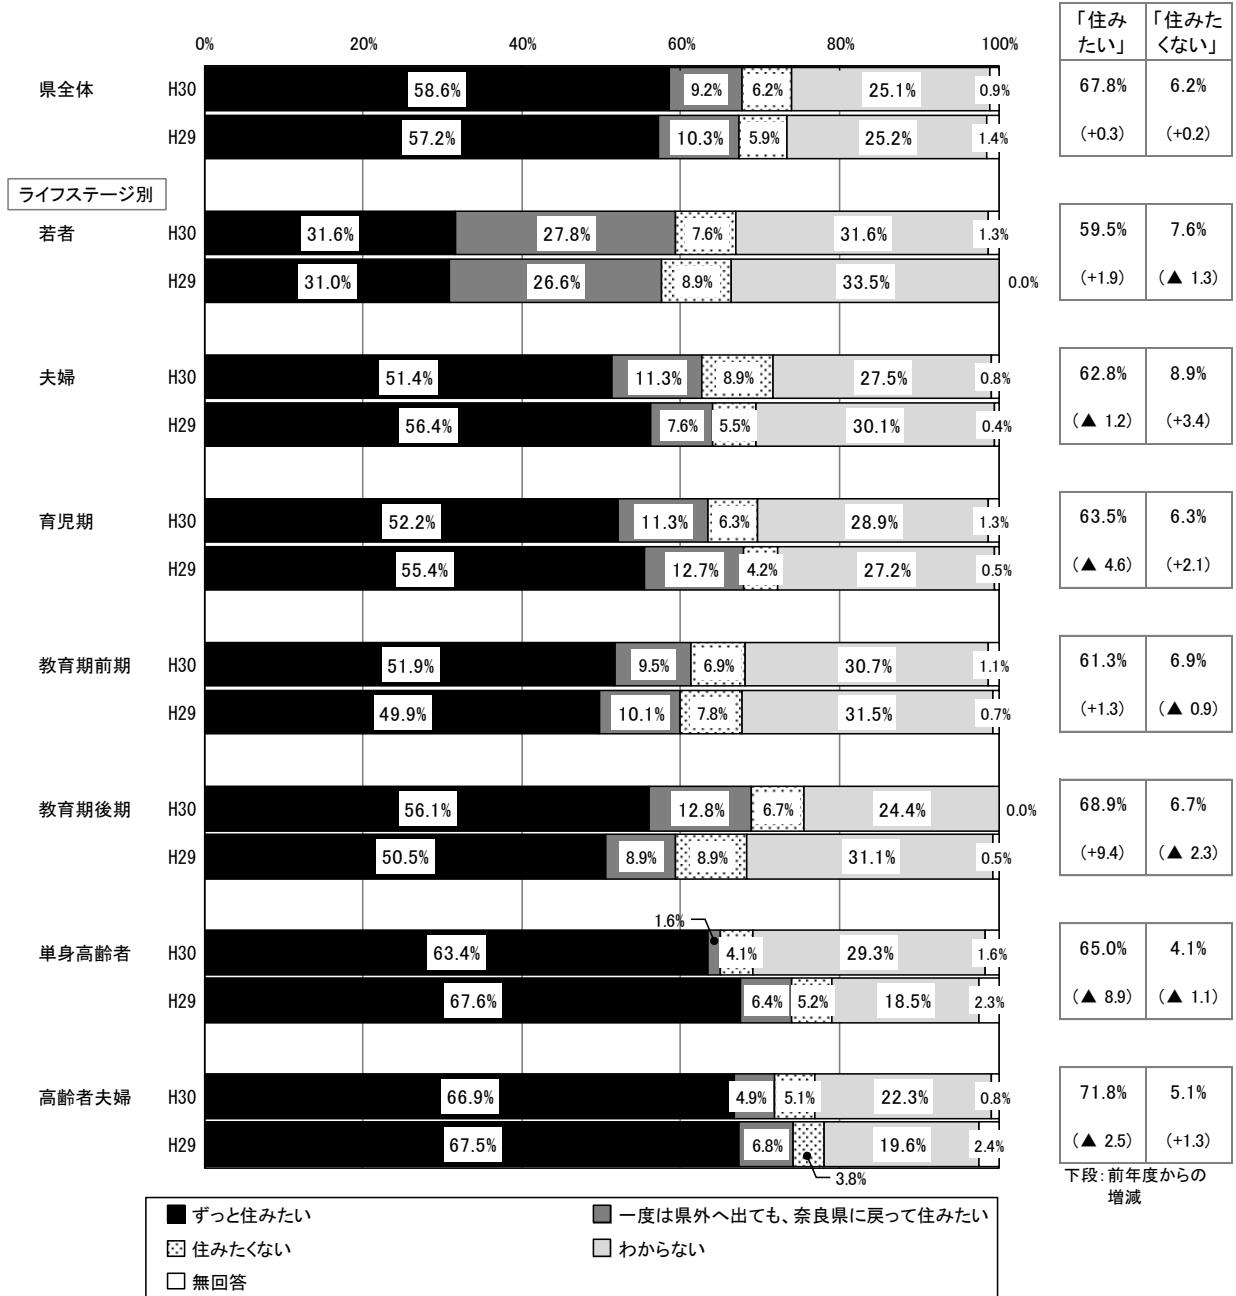 「住みたい」 「住みたくない」
0% 20% 40% 60% 80% 100%
県全体 H30 58.6% 9.2% 6.2% 25.1% 0.9% 67.8% 6.2%
H29 57.2% 10.3% 5.9% 25.2% 1.4% (+0.3) (+0.2)
ライフステージ別
若者 H30 31.6% 27.8% 7.6% 31.6% 1.3% 59.5% 7.6%
H29 31.0% 26.6% 8.9% 33.5% 0.0% (+1.9) (▲ 1.3)
夫婦 H30 51.4% 11.3% 8.9% 27.5% 0.8% 62.8% 8.9%
H29 56.4% 7.6% 5.5% 30.1% 0.4% (▲ 1.2) (+3.4)
育児期 H30 52.2% 11.3% 6.3% 28.9% 1.3% 63.5% 6.3%
H29 55.4% 12.7% 4.2% 27.2% 0.5% (▲ 4.6) (+2.1)
教育期前期 H30 51.9% 9.5% 6.9% 30.7% 1.1% 61.3% 6.9%
H29 49.9% 10.1% 7.8% 31.5% 0.7% (+1.3) (▲ 0.9)
教育期後期 H30 56.1% 12.8% 6.7% 24.4% 0.0% 68.9% 6.7%
H29 50.5% 8.9% 8.9% 31.1% 0.5% (+9.4) (▲ 2.3)
1.6%
単身高齢者 H30 63.4% 4.1% 29.3% 1.6% 65.0% 4.1%
H29 67.6% 6.4% 5.2% 18.5% 2.3% (▲ 8.9) (▲ 1.1)
高齢者夫婦 H30 66.9% 4.9% 5.1% 22.3% 0.8% 71.8% 5.1%
H29 67.5% 6.8% 19.6% 2.4% (▲ 2.5) (+1.3)
3.8%
下段：前年度からの
増減
ずっと住みたい 一度は県外へ出ても、奈良県に戻って住みたい
住みたくない わからない
無回答